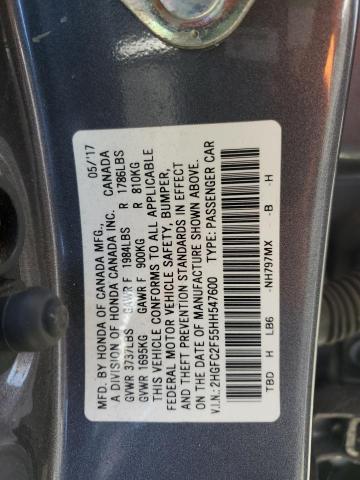 MFD. BY HONDA OF CANADA MFG., 05/'17
A DIVISION OF HONDA CANADA INC. CANADA
GVWR 3737LBS GAWR F 1984LBS R 1786LBS
GVWR 1695KG GAWR F 900KG R 810KG
THIS VEHICLE CONFORMS TO ALL APPLICABLE
FEDERAL MOTOR VEHICLE SAFETY, BUMPER,
AND THEFT PREVENTION STANDARDS IN EFFECT
ON THE DATE OF MANUFACTURE SHOWN ABOVE.
V.I.N.: 2HGFC2F55HH547600 TYPE: PASSENGER CAR
TBD H LB6 -NH797MX -B -H